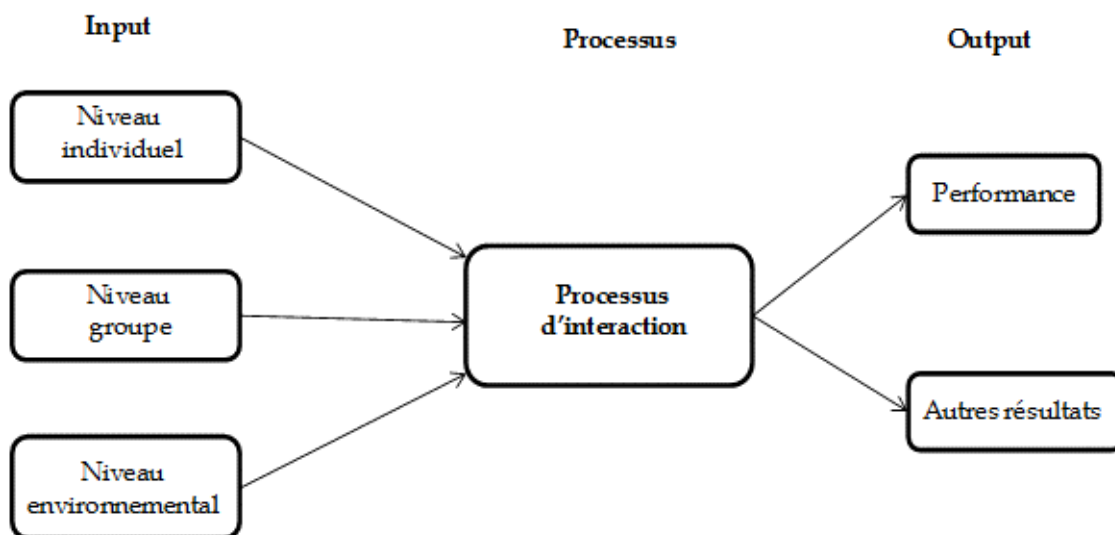 Input
Processus
Output
Niveau
individuel
Niveau
groupe
Niveau
environnemental
Processus
d'interaction
Performance
Autres résultats